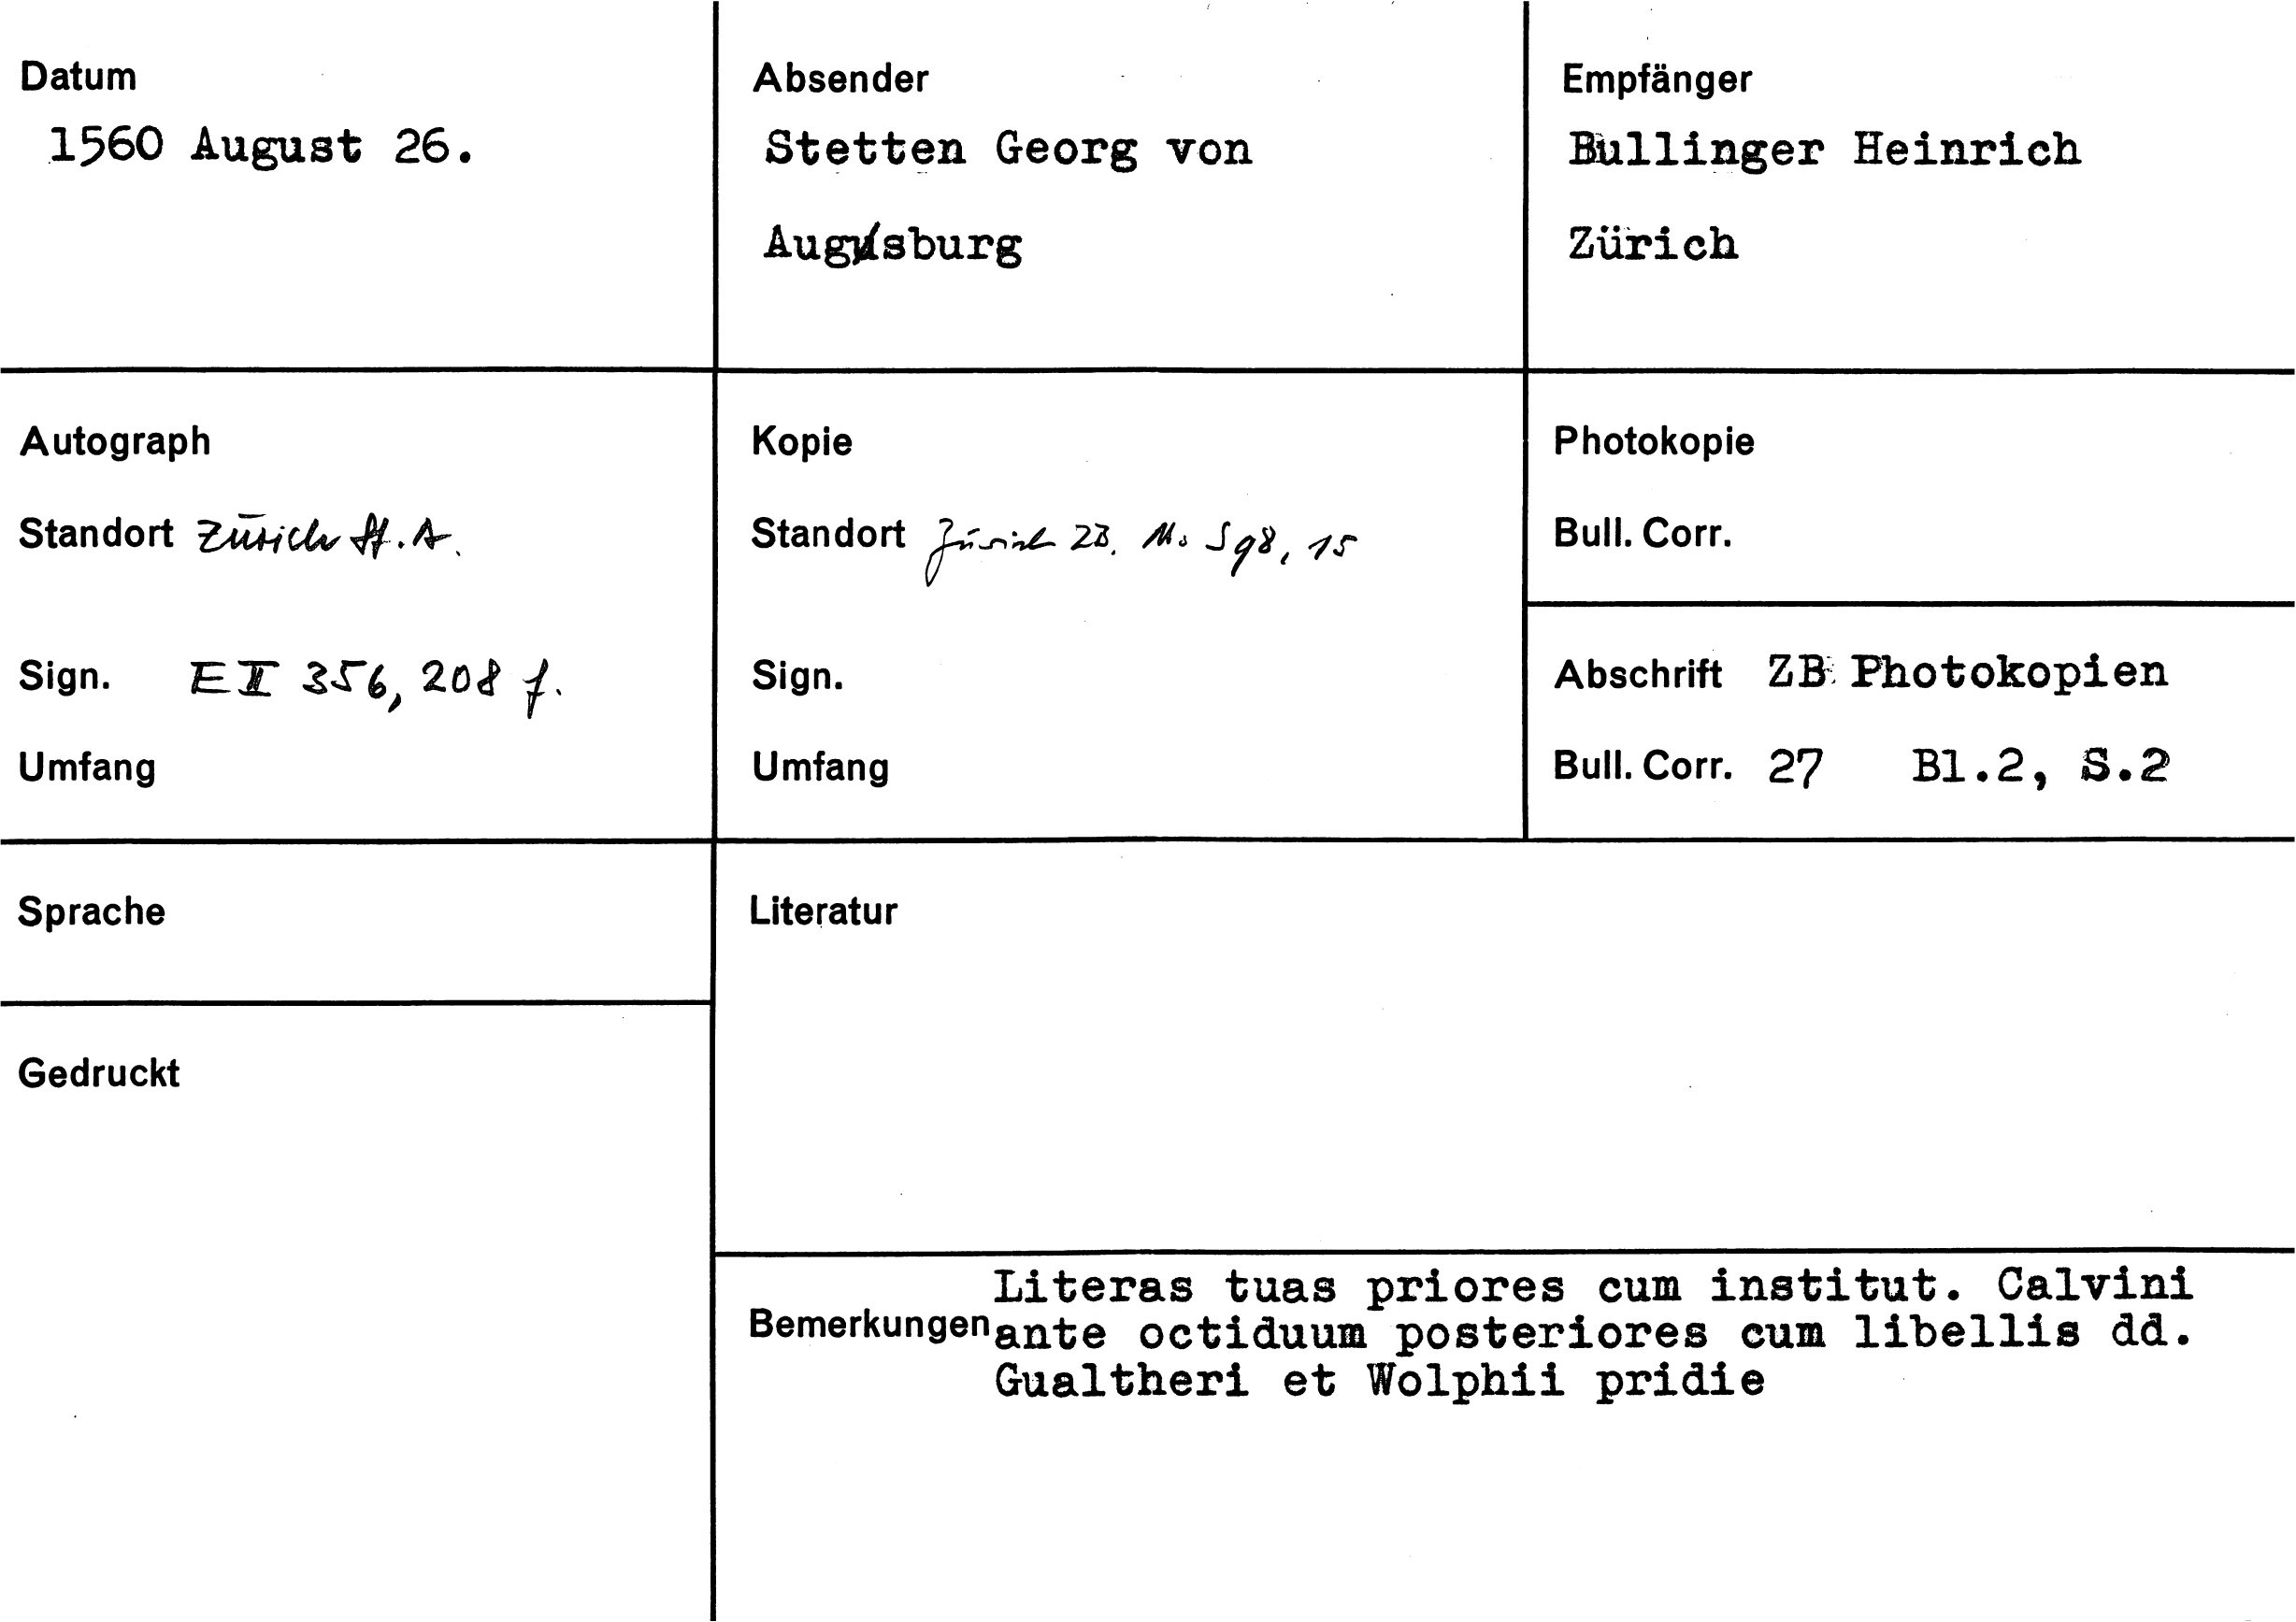 Datum
1560 August 26.
Absender
Stetten Georg von
Augsburg
Empfänger
Bullinger Heinrich
Zürich
Autograph
Standort Zürich St.A.
Sign. E II 356, 208 f.
Umfang
Kopie
Standort Zürich ZB. Ms S 98, 15
Sign.
Umfang
Photokopie
Bull. Corr.
Abschrift ZB Photokopien
Bull. Corr. 27 Bl.2, S.2
Sprache
Gedruckt
Literatur
Bemerkungen
Literas tuas priores cum institut. Calvini
ante octiduum posteriores cum libellis dd.
Gualtheri et Wolphii pridie